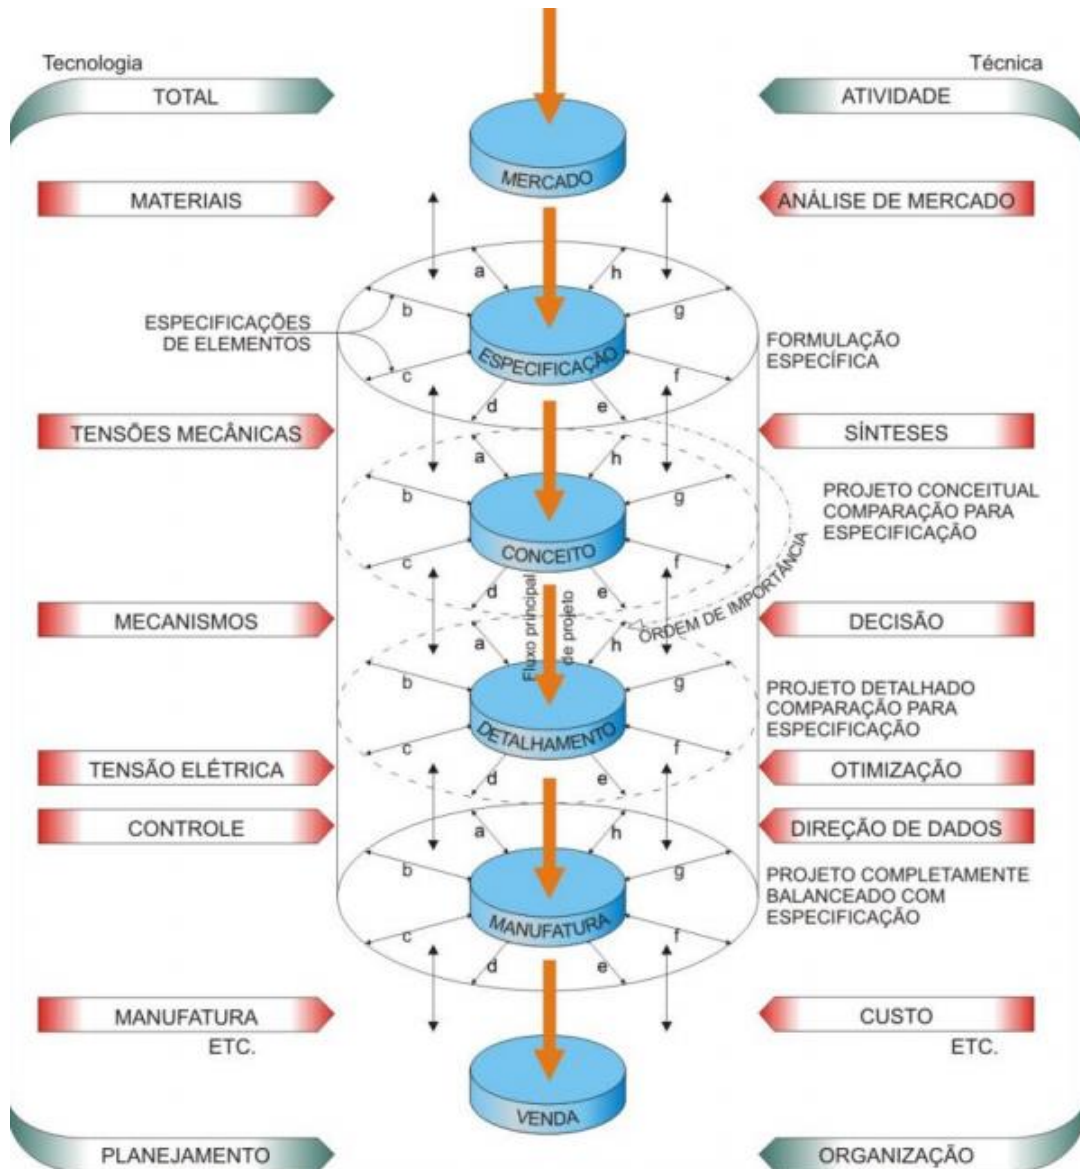 Tecnologia
Técnica
TOTAL
ATIVIDADE
MERCADO
MATERIAIS
ANÁLISE DE MERCADO
a
h
b
g
ESPECIFICAÇÕES
DE ELEMENTOS
ESPECIFICAÇÃO
FORMULAÇÃO
ESPECÍFICA
c
f
d
e
TENSÕES MECÂNICAS
SÍNTESES
a
h
b
g
PROJETO CONCEITUAL
COMPARAÇÃO PARA
ESPECIFICAÇÃO
CONCEITO
c
f
d
e
Fluxo principal
de projeto
ORDEM DE IMPORTÂNCIA
MECANISMOS
DECISÃO
a
h
b
g
PROJETO DETALHADO
COMPARAÇÃO PARA
ESPECIFICAÇÃO
DETALHAMENTO
c
f
d
e
TENSÃO ELÉTRICA
OTIMIZAÇÃO
CONTROLE
DIREÇÃO DE DADOS
a
h
b
g
PROJETO COMPLETAMENTE
BALANCEADO COM
ESPECIFICAÇÃO
MANUFATURA
c
f
d
e
MANUFATURA
ETC.
CUSTO
ETC.
VENDA
PLANEJAMENTO
ORGANIZAÇÃO